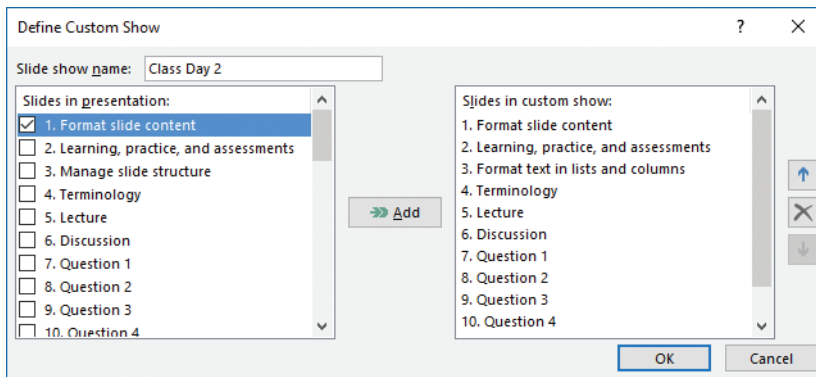 Define Custom Show
?
Slide show name: Class Day 2
Slides in presentation:
1. Format slide content
2. Learning, practice, and assessments
3. Manage slide structure
4. Terminology
5. Lecture
6. Discussion
7. Question 1
8. Question 2
9. Question 3
10. Question 4
Add
Slides in custom show:
1. Format slide content
2. Learning, practice, and assessments
3. Format text in lists and columns
4. Terminology
5. Lecture
6. Discussion
7. Question 1
8. Question 2
9. Question 3
10. Question 4
OK
Cancel